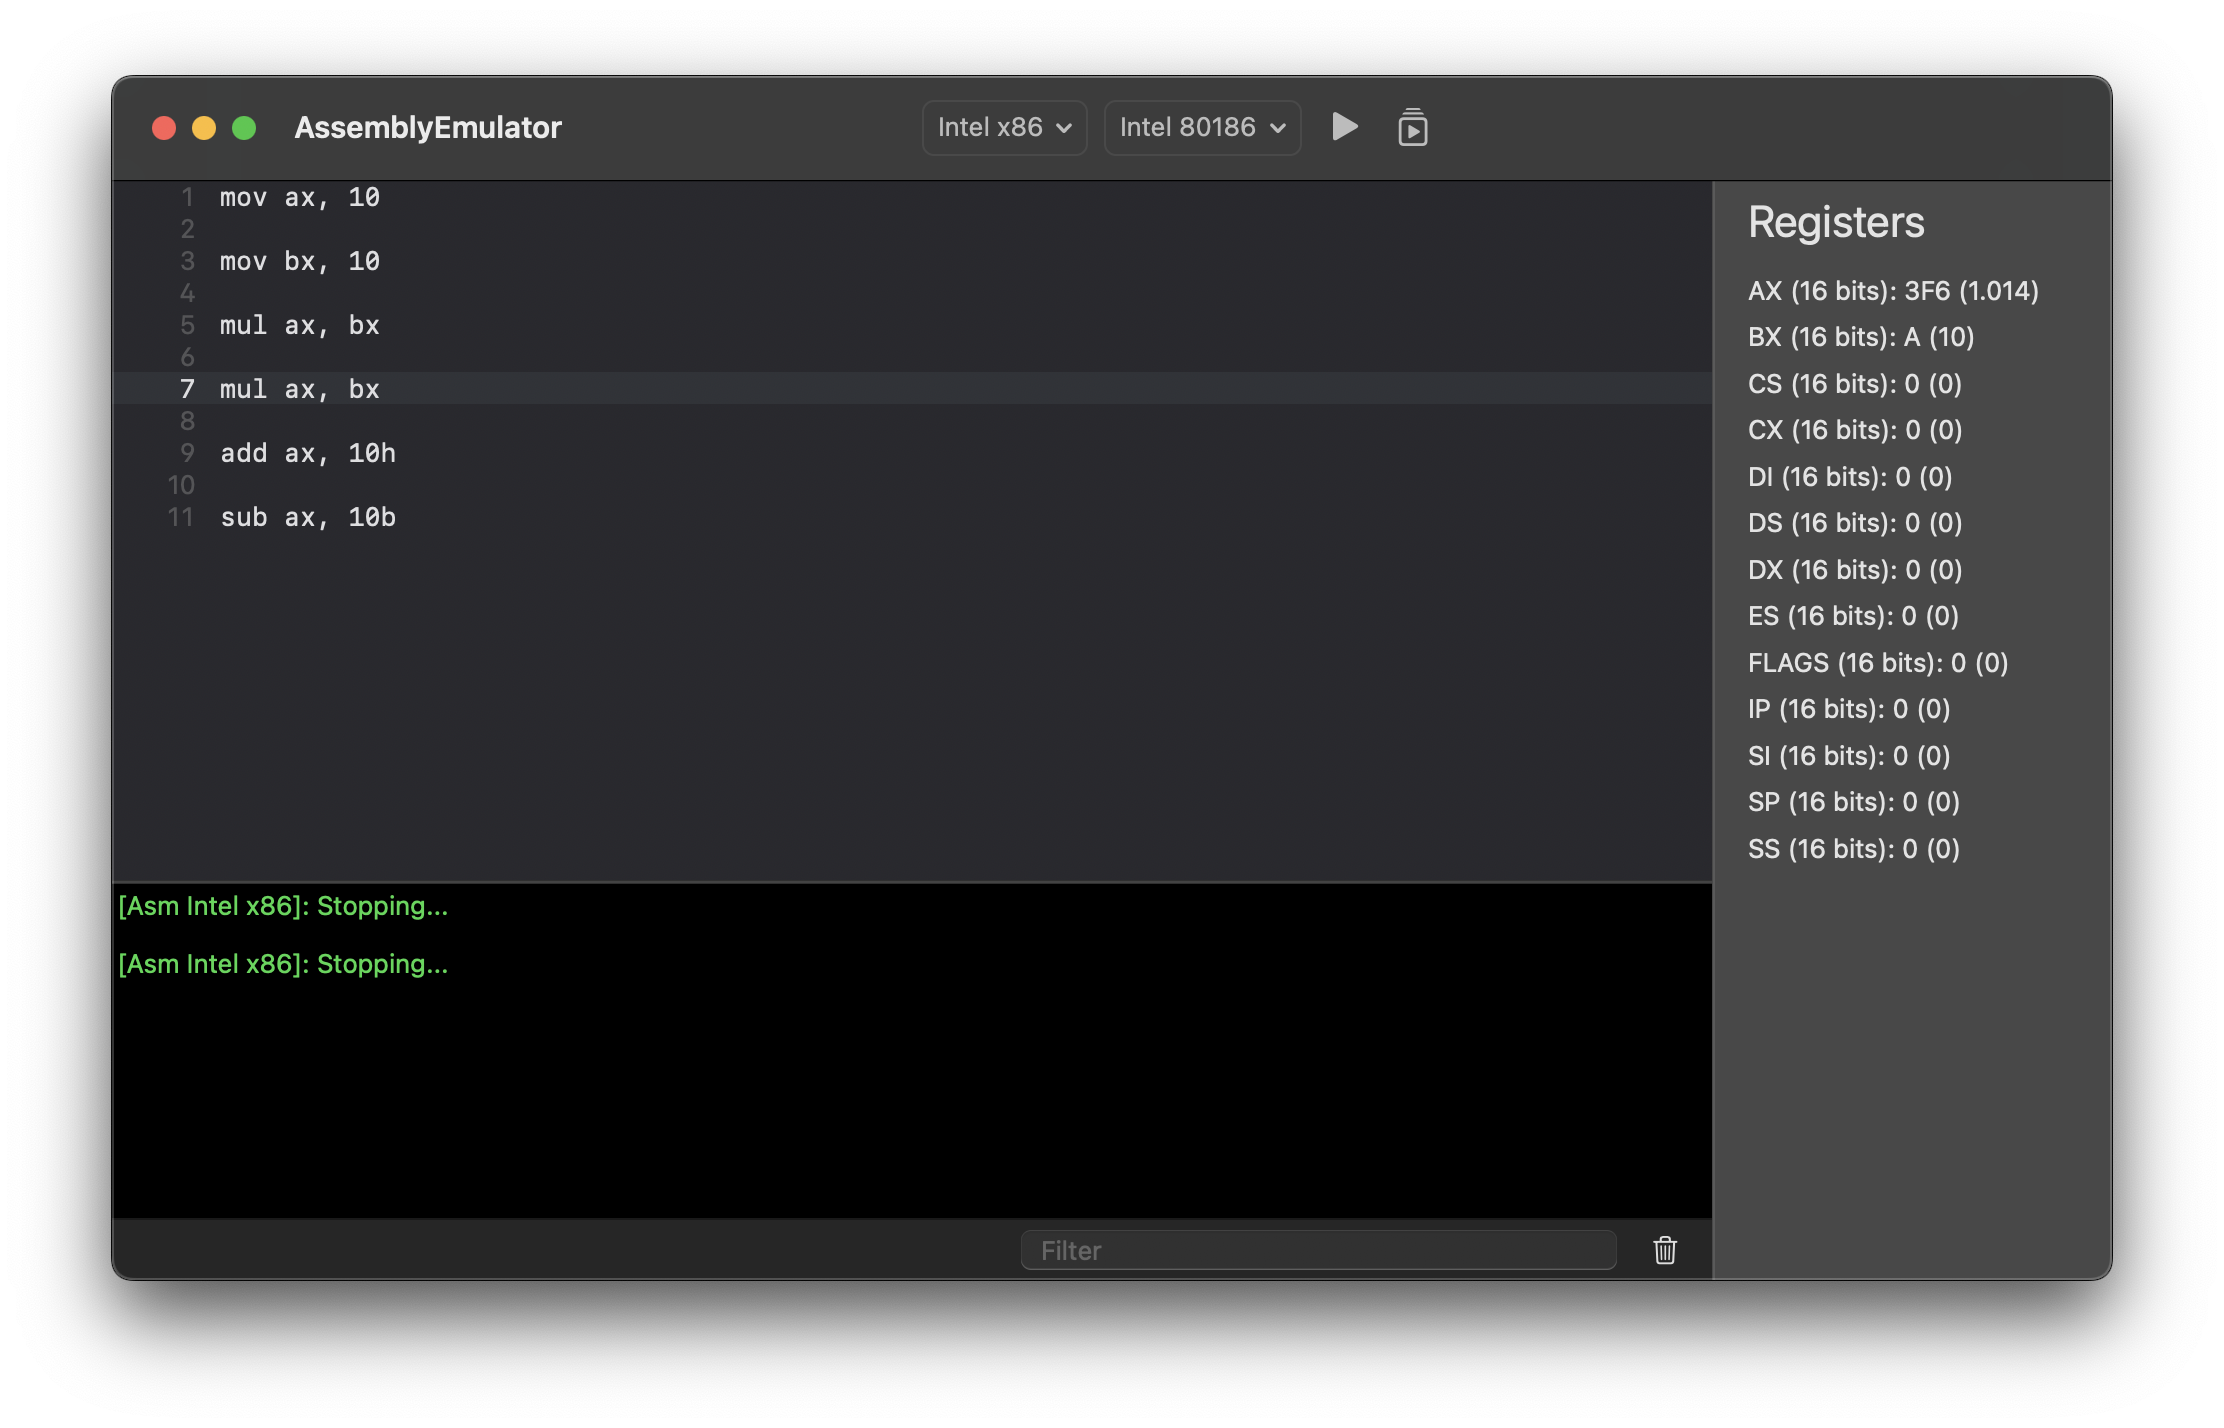 AssemblyEmulator
Intel x86
Intel 80186
1 mov ax, 10
2
3 mov bx, 10
4
5 mul ax, bx
6
7 mul ax, bx
8
9 add ax, 10h
10
11 sub ax, 10b
[Asm Intel x86]: Stopping...
[Asm Intel x86]: Stopping...
Filter
Registers
AX (16 bits): 3F6 (1.014)
BX (16 bits): A (10)
CS (16 bits): 0 (0)
CX (16 bits): 0 (0)
DI (16 bits): 0 (0)
DS (16 bits): 0 (0)
DX (16 bits): 0 (0)
ES (16 bits): 0 (0)
FLAGS (16 bits): 0 (0)
IP (16 bits): 0 (0)
SI (16 bits): 0 (0)
SP (16 bits): 0 (0)
SS (16 bits): 0 (0)